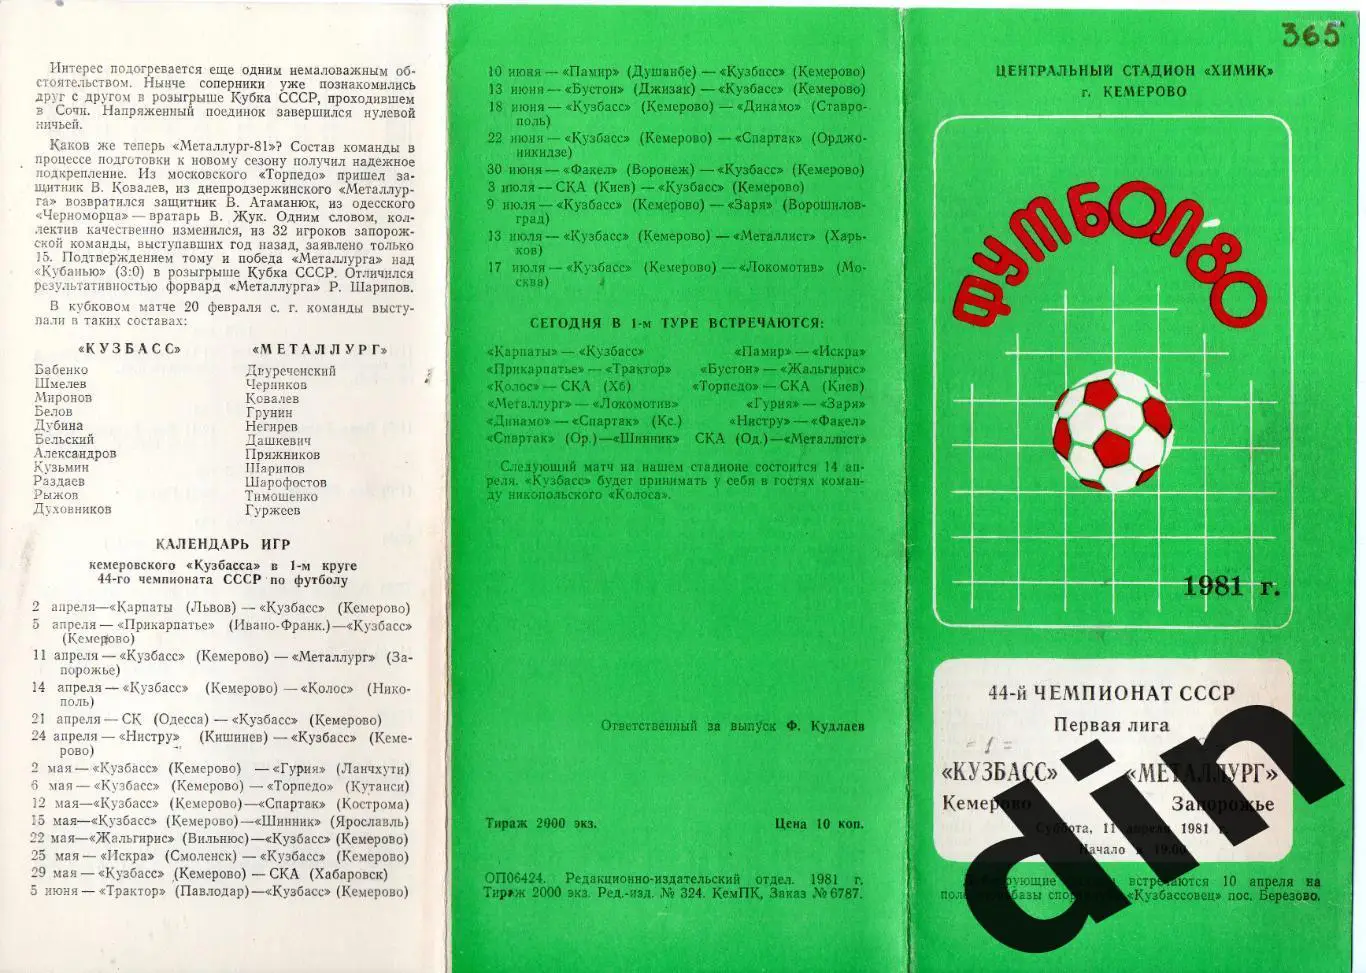 Интерес подогревается еще одним немаловажным об-
стоятельством. Нынче соперники уже познакомились
друг с другом в розыгрыше Кубка СССР, проходившем
в Сочи. Напряженный поединок завершился нулевой
ничьей.
Каков же теперь «Металлург-81»? Состав команды в
процессе подготовки к новому сезону получил надежное
подкрепление. Из московского «Торпедо» пришел за-
щитник В. Ковалев, из днепродзержинского «Металлур-
га» возвратился защитник В. Атаманюк, из одесского
«Черноморца» — вратарь В. Жук. Одним словом, кол-
лектив качественно изменился, из 32 игроков запорож-
ской команды, выступавших год назад, заявлено только
15. Подтверждением тому и победа «Металлурга» над
«Кубанью» (3:0) в розыгрыше Кубка СССР. Отличился
результативностью форвард «Металлурга» Р. Шарипов.
В кубковом матче 20 февраля с. г. команды высту-
пали в таких составах:
«КУЗБАСС» «МЕТАЛЛУРГ»
Бабенко Двуреченский
Шмелев Черников
Миронов Ковалев
Белов Грунин
Дубина Негирев
Бельский Дашкевич
Александров Пряжников
Кузьмин Шарипов
Раздаев Шарофостов
Рыжов Тимошенко
Духовников Гуржеев
КАЛЕНДАРЬ ИГР
кемеровского «Кузбасса» в 1-м круге
44-го чемпионата СССР по футболу
2 апреля—«Карпаты (Львов) — «Кузбасс» (Кемерово)
5 апреля—«Прикарпатье» (Ивано-Франк.)—«Кузбасс»
(Кемерово)
11 апреля—«Кузбасс» (Кемерово) — «Металлург» (За-
порожье)
14 апреля — «Кузбасс» (Кемерово) — «Колос» (Нико-
поль)
21 апреля—СК (Одесса) — «Кузбасс» (Кемерово)
24 апреля—«Нистру» (Кишинев) — «Кузбасс» (Кеме-
рово)
2 мая—«Кузбасс» (Кемерово) —«Гурия» (Ланчхути)
6 мая—«Кузбасс» (Кемерово) —«Торпедо» (Кутаиси)
12 мая—«Кузбасс» (Кемерово)—«Спартак» (Кострома)
15 мая—«Кузбасс» (Кемерово)—«Шинник» (Ярославль)
22 мая—«Жальгирис» (Вильнюс)—«Кузбасс» (Кемерово)
25 мая —«Искра» (Смоленск) —«Кузбасс» (Кемерово)
29 мая —«Кузбасс» (Кемерово) — СКА (Хабаровск)
5 июня—«Трактор» (Павлодар)—«Кузбасс» (Кемерово)
10 июня — «Памир» (Душанбе) — «Кузбасс» (Кемерово)
13 июня — «Бустон» (Джизак) — «Кузбасс» (Кемерово)
18 июня — «Кузбасс» (Кемерово) — «Динамо» (Ставро-
поль)
22 июня — «Кузбасс» (Кемерово) — «Спартак» (Орджо-
никидзе)
30 июня — «Факел» (Воронеж) — «Кузбасс» (Кемерово)
3 июля — СКА (Киев) — «Кузбасс» (Кемерово)
9 июля — «Кузбасс» (Кемерово) — «Заря» (Ворошилов-
град)
13 июля — «Кузбасс» (Кемерово) — «Металлист» (Харь-
ков)
17 июля — «Кузбасс» (Кемерово) — «Локомотив» (Мо-
сква)
СЕГОДНЯ В 1-м ТУРЕ ВСТРЕЧАЮТСЯ:
«Карпаты» — «Кузбасс» «Памир» — «Искра»
«Прикарпатье» — «Трактор» «Бустон» — «Жальгирис»
«Колос» — СКА (Хб) «Торпедо» — СКА (Киев)
«Металлург» — «Локомотив» «Гурия» — «Заря»
«Динамо» — «Спартак» (Кс.) «Нистру» — «Факел»
«Спартак» (Ор.)—«Шинник» СКА (Од.) — «Металлист»
Следующий матч на нашем стадионе состоится 14 ап-
реля. «Кузбасс» будет принимать у себя в гостях коман-
ду никопольского «Колоса».
Ответственный за выпуск Ф. Кудлаев
Тираж 2000 экз. Цена 10 коп.
ОП06424. Редакционно-издательский отдел. 1981 г.
Тираж 2000 экз. Ред.-изд. № 324. КемПК, Заказ № 6787.
365
ЦЕНТРАЛЬНЫЙ СТАДИОН «ХИМИК»
г. КЕМЕРОВО
ФУТБОЛ'80
1981 г.
44-й ЧЕМПИОНАТ СССР
Первая лига
«КУЗБАСС» «МЕТАЛЛУРГ»
Кемерово Запорожье
Суббота, 11 апреля 1981 г.
Начало в 19.00
встречаются 10 апреля на
«Кузбассовец» пос. Березово.
din